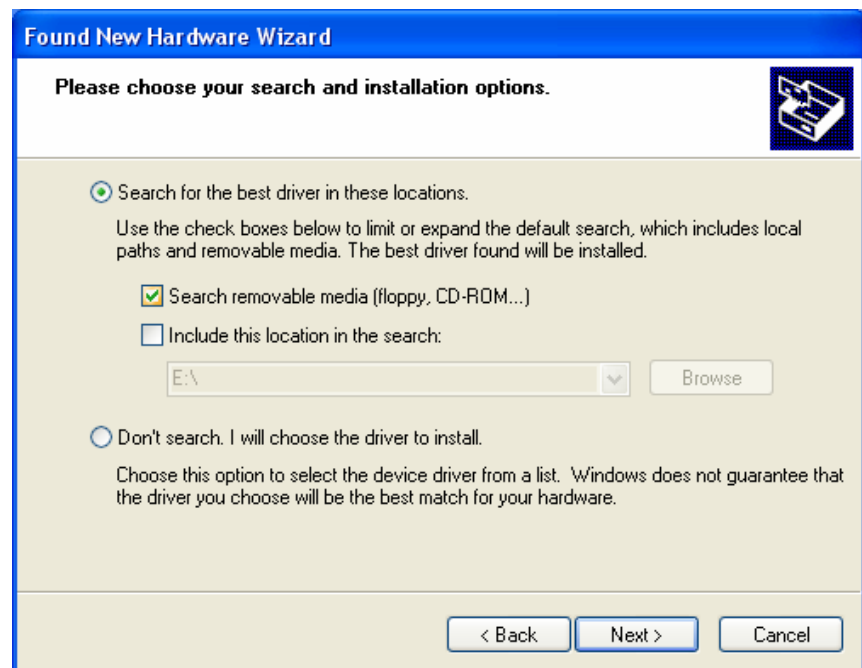 Found New Hardware Wizard
Please choose your search and installation options.
Search for the best driver in these locations.
Use the check boxes below to limit or expand the default search, which includes local
paths and removable media. The best driver found will be installed.
Search removable media (floppy, CD-ROM...)
Include this location in the search:
E:\
Browse
Don't search. I will choose the driver to install.
Choose this option to select the device driver from a list.  Windows does not guarantee that
the driver you choose will be the best match for your hardware.
< Back
Next >
Cancel